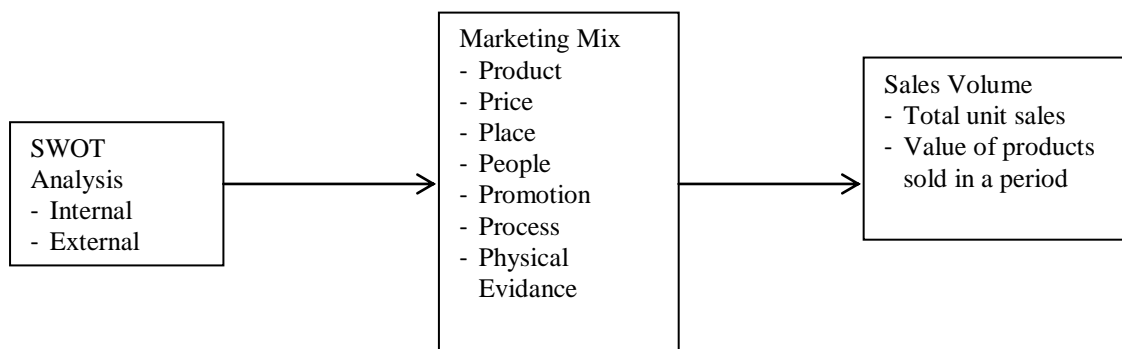 SWOT
Analysis
- Internal
- External
Marketing Mix
- Product
- Price
- Place
- People
- Promotion
- Process
- Physical
Evidance
Sales Volume
- Total unit sales
- Value of products
sold in a period